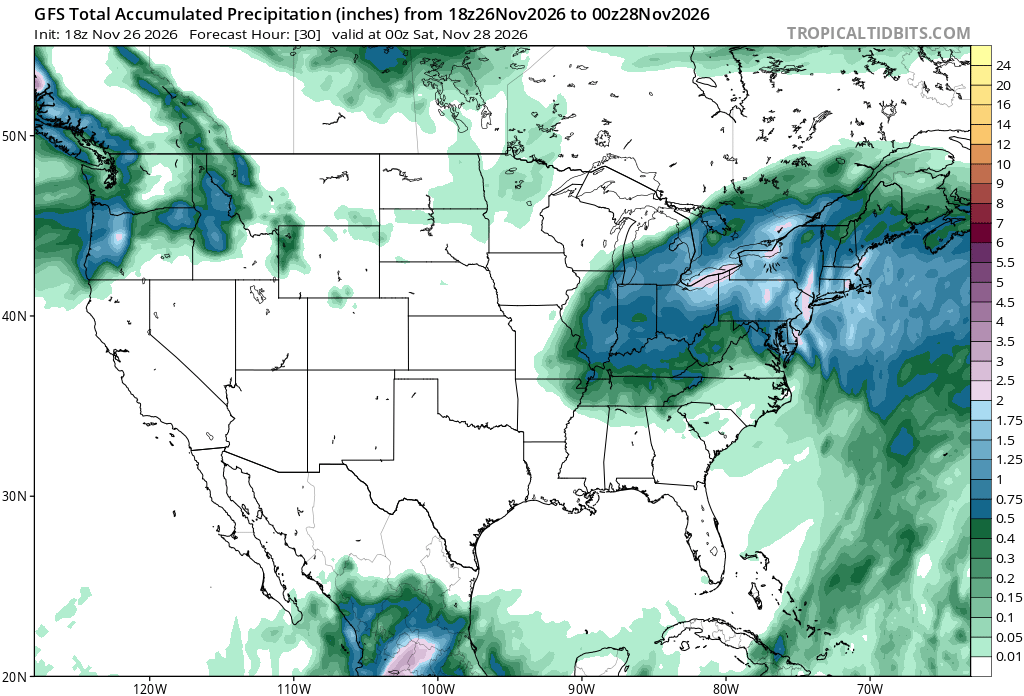 GFS Total Accumulated Precipitation (inches) from 18z26Nov2026 to 00z28Nov2026
Init: 18z Nov 26 2026 Forecast Hour: [30] valid at 00z Sat, Nov 28 2026
TROPICALTIDBITS.COM
50N
40N
30N
20N
120W
110W
100W
90W
80W
70W
24
20
16
14
12
10
9
8
7
6
5.5
5
4.5
4
3.5
3
2.5
2
1.75
1.5
1.25
1
0.75
0.5
0.4
0.3
0.2
0.15
0.1
0.05
0.01